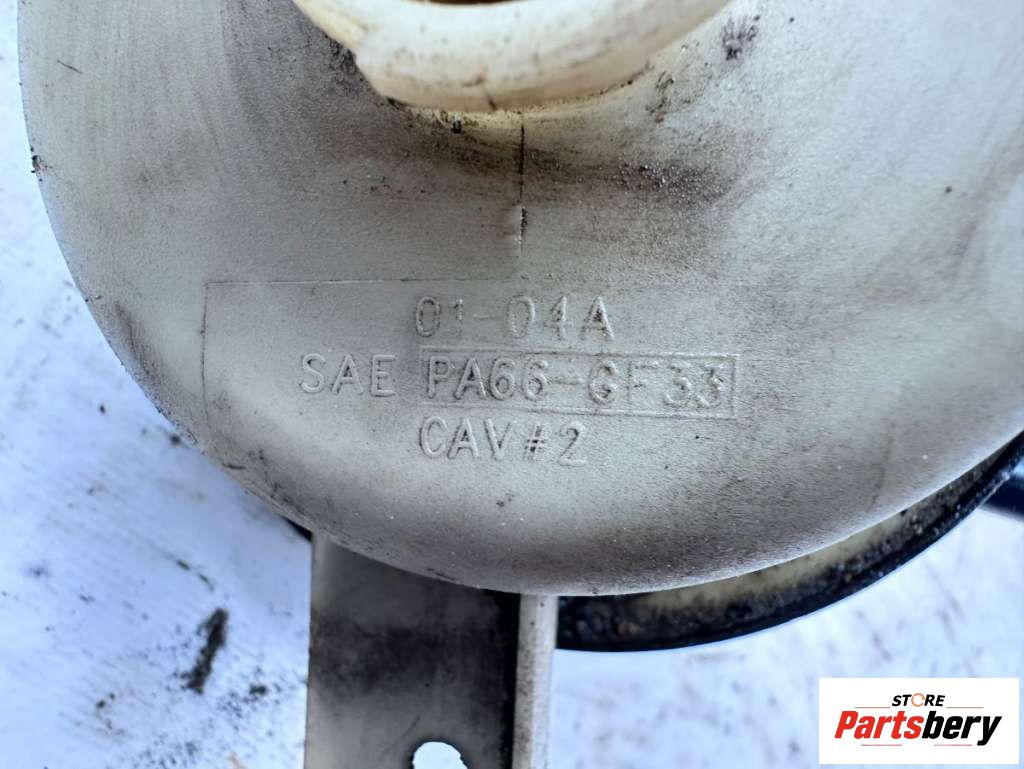 01-04A
SAE PA66-GF33
CAV#2
STORE
Partsbery